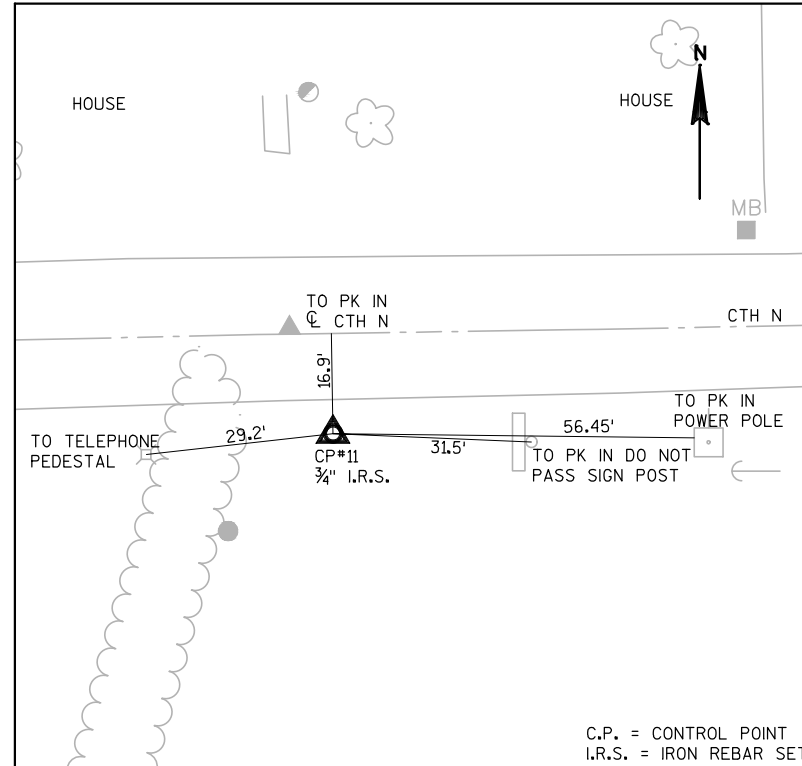 N
HOUSE
HOUSE
MB
TO PK IN
℄ CTH N
CTH N
16.9'
TO PK IN
POWER POLE
56.45'
29.2'
TO TELEPHONE
PEDESTAL
31.5'
CP#11
¾" I.R.S.
TO PK IN DO NOT
PASS SIGN POST
C.P. = CONTROL POINT
I.R.S. = IRON REBAR SET